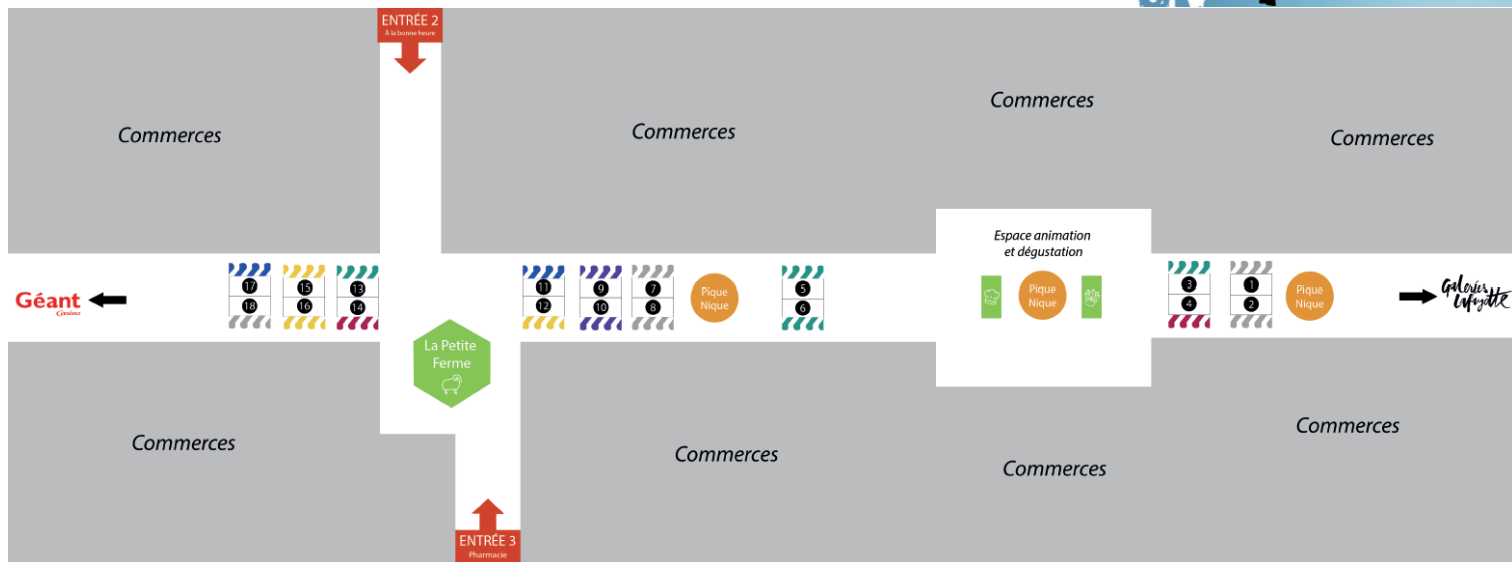 ENTRÉE 2
A la bonne heure
Commerces
Commerces
Commerces
Commerces
Espace animation
et dégustation
Géant
Casino
17
18
15
16
13
14
11
12
9
10
7
8
Pique
Nique
5
6
Pique
Nique
3
4
1
2
Pique
Nique
Galeries
Lafayette
La Petite
Ferme
Commerces
Commerces
Commerces
Commerces
ENTRÉE 3
Pharmacie